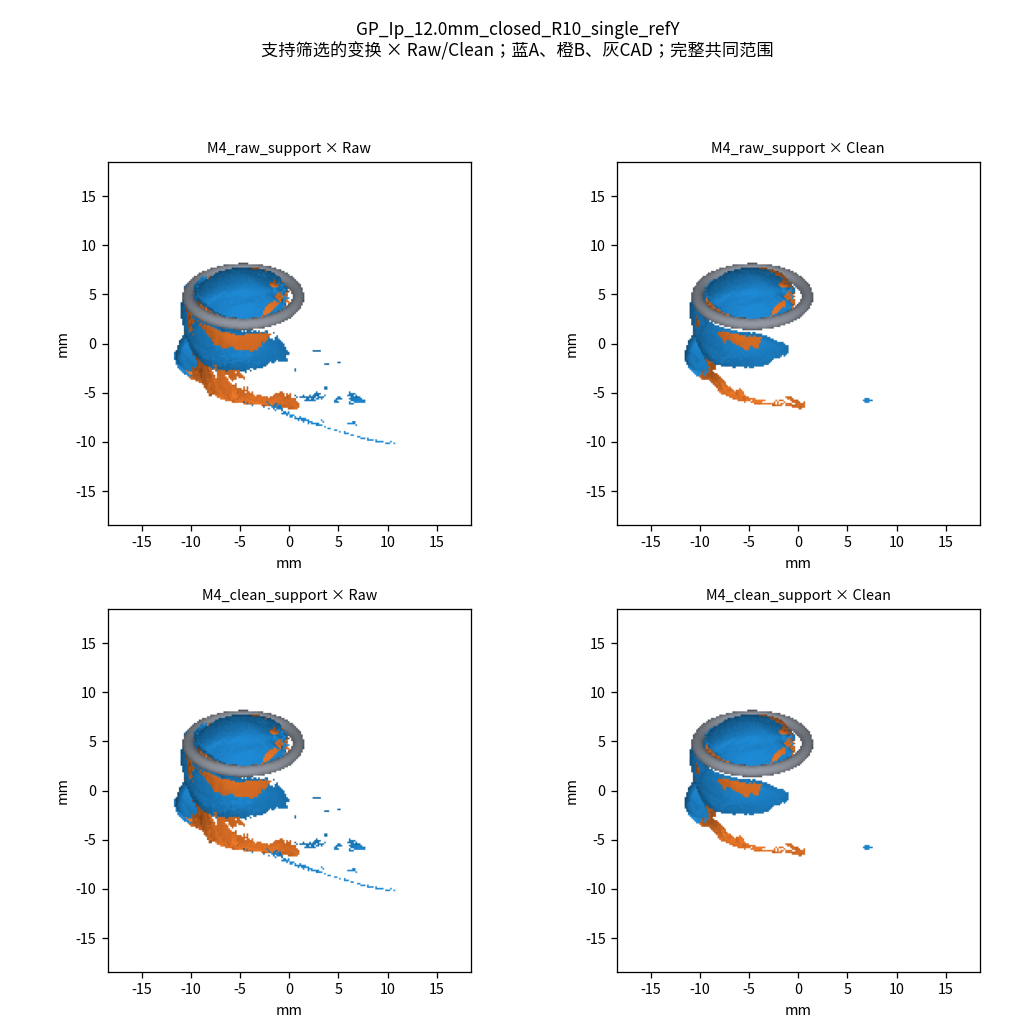 GP_Ip_12.0mm_closed_R10_single_refY
支持筛选的变换 × Raw/Clean；蓝A、橙B、灰CAD；完整共同范围
M4_raw_support × Raw
M4_raw_support × Clean
15
10
5
0
-5
-10
-15
mm
-15 -10 -5 0 5 10 15
mm
15
10
5
0
-5
-10
-15
mm
-15 -10 -5 0 5 10 15
mm
M4_clean_support × Raw
M4_clean_support × Clean
15
10
5
0
-5
-10
-15
mm
-15 -10 -5 0 5 10 15
mm
15
10
5
0
-5
-10
-15
mm
-15 -10 -5 0 5 10 15
mm